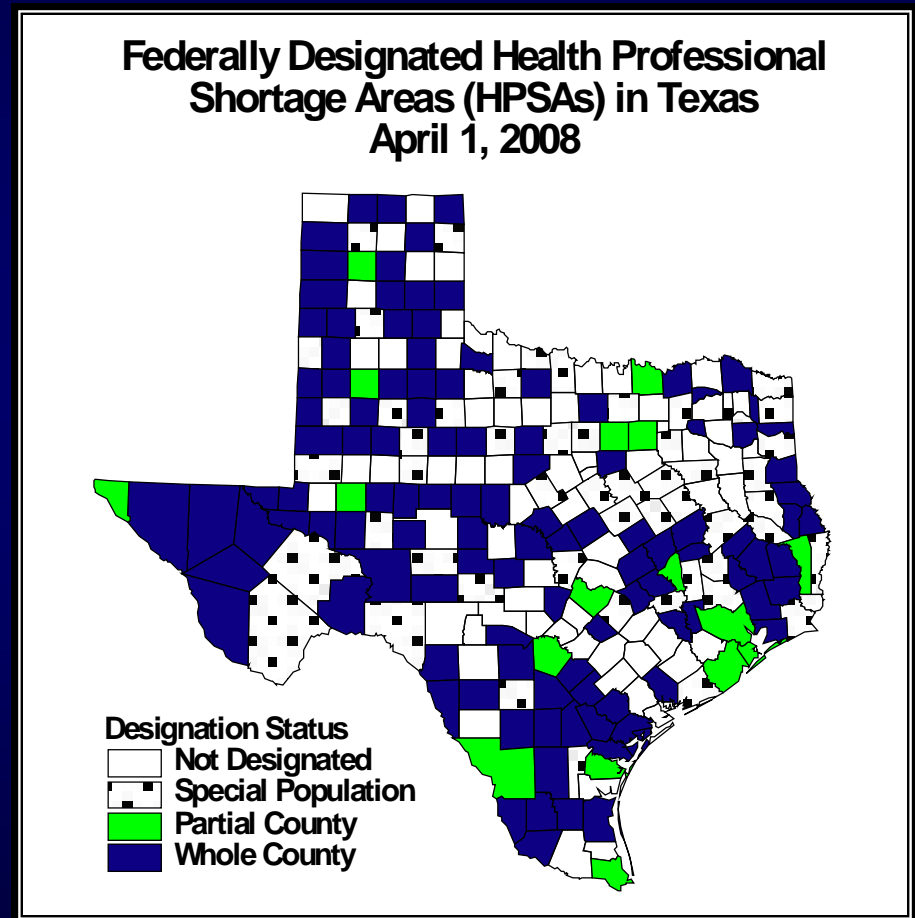 Federally Designated Health Professional
Shortage Areas (HPSAs) in Texas
April 1, 2008
Designation Status
Not Designated
Special Population
Partial County
Whole County